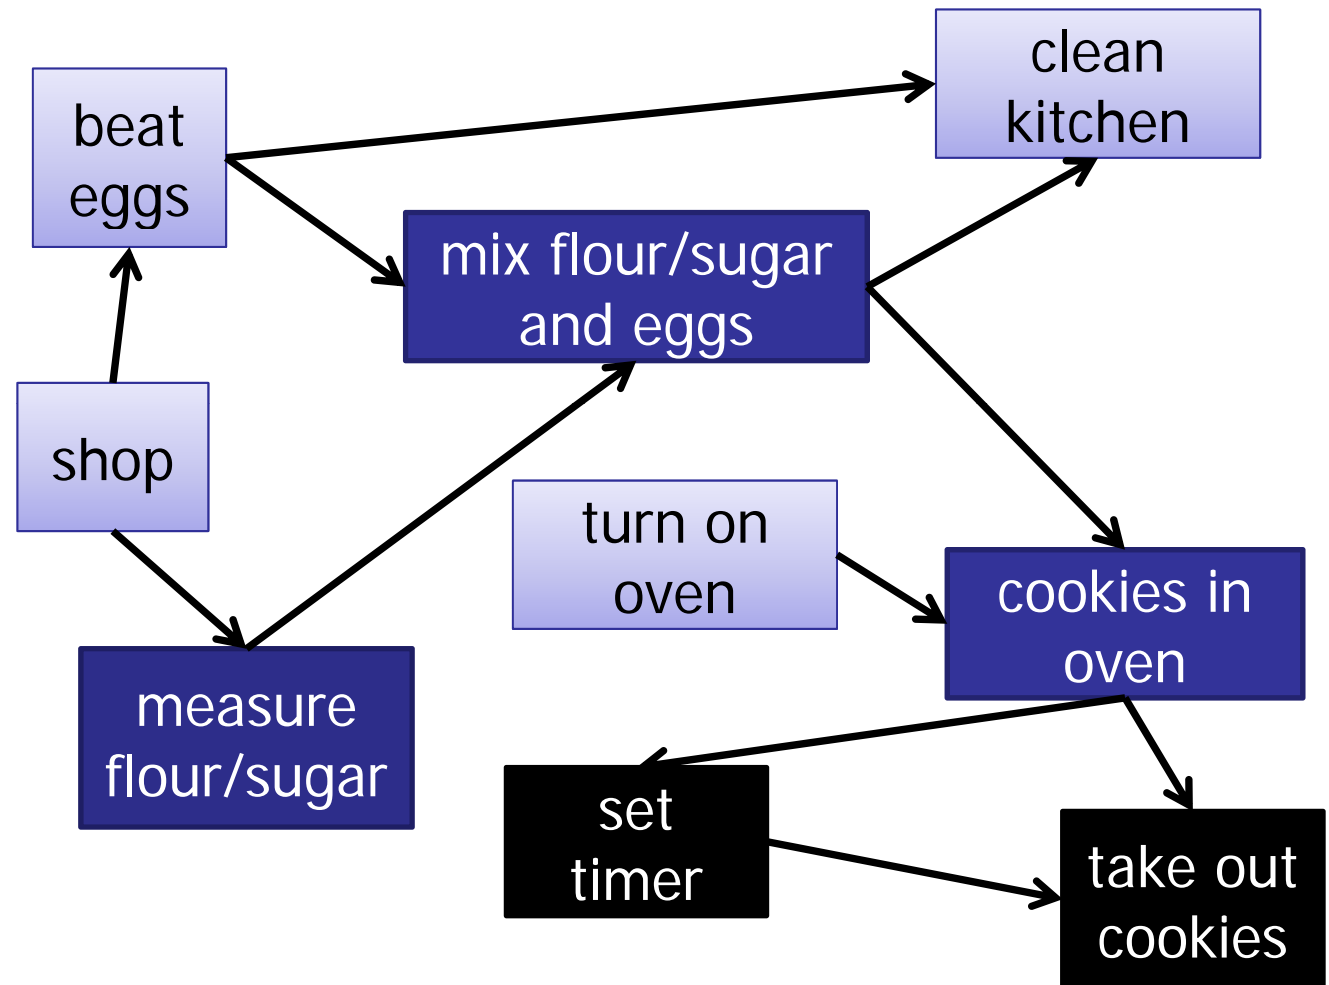 beat
eggs
clean
kitchen
mix flour/sugar
and eggs
shop
turn on
oven
cookies in
oven
measure
flour/sugar
set
timer
take out
cookies